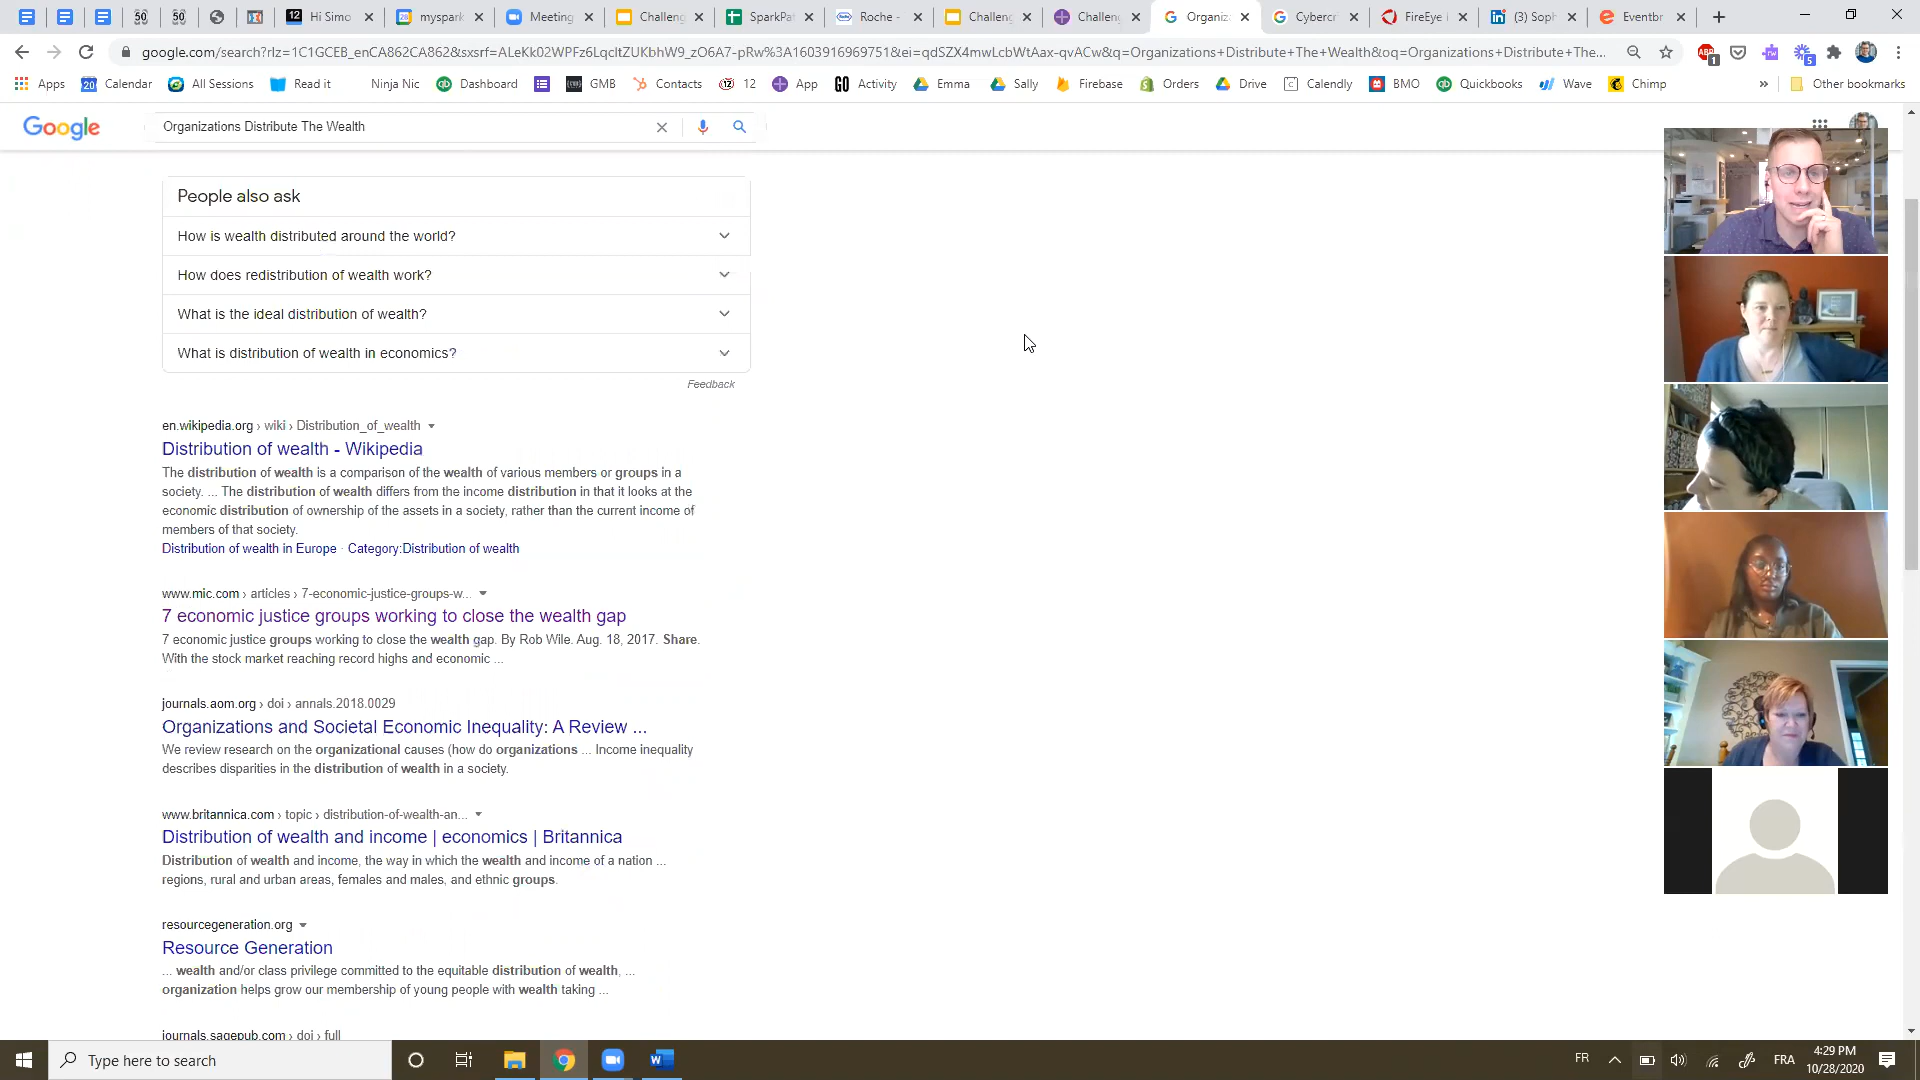 50
50
12 Hi Simo
myspark
Meeting
Challeng
SparkPa
Roche -
Challeng
Challeng
Organiz
Cybercr
FireEye I
(3) Soph
Eventbr
google.com/search?rlz=1C1GCEB_enCA862CA862&sxsrf=ALeKk02WPFz6LqcltZUKbhW9_zO6A7-pRw%3A1603916969751&ei=qdSZX4mwLcbWtAax-qvACw&q=Organizations+Distribute+The+Wealth&oq=Organizations+Distribute+The...
Apps
Calendar
All Sessions
Read it
Ninja Nic
Dashboard
GMB
Contacts
12
App
Activity
Emma
Sally
Firebase
Orders
Calendly
BMO
Quickbooks
Wave
Chimp
»
Other bookmarks
Google
Organizations Distribute The Wealth
People also ask
How is wealth distributed around the world?
How does redistribution of wealth work?
What is the ideal distribution of wealth?
What is distribution of wealth in economics?
Feedback
en.wikipedia.org › wiki › Distribution_of_wealth
Distribution of wealth - Wikipedia
The distribution of wealth is a comparison of the wealth of various members or groups in a
society. ... The distribution of wealth differs from the income distribution in that it looks at the
economic distribution of ownership of the assets in a society, rather than the current income of
members of that society.
Distribution of wealth in Europe · Category:Distribution of wealth
www.mic.com › articles › 7-economic-justice-groups-w...
7 economic justice groups working to close the wealth gap
7 economic justice groups working to close the wealth gap. By Rob Wile. Aug. 18, 2017. Share.
With the stock market reaching record highs and economic ...
journals.aom.org › doi › annals.2018.0029
Organizations and Societal Economic Inequality: A Review ...
We review research on the organizational causes (how do organizations ... Income inequality
describes disparities in the distribution of wealth in a society.
www.britannica.com › topic › distribution-of-wealth-an...
Distribution of wealth and income | economics | Britannica
Distribution of wealth and income, the way in which the wealth and income of a nation ...
regions, rural and urban areas, females and males, and ethnic groups.
resourcegeneration.org
Resource Generation
... wealth and/or class privilege committed to the equitable distribution of wealth, ...
organization helps grow our membership of young people with wealth taking ...
journals.sagepub.com › doi › full
Type here to search
FR
FRA
4:29 PM
10/28/2020